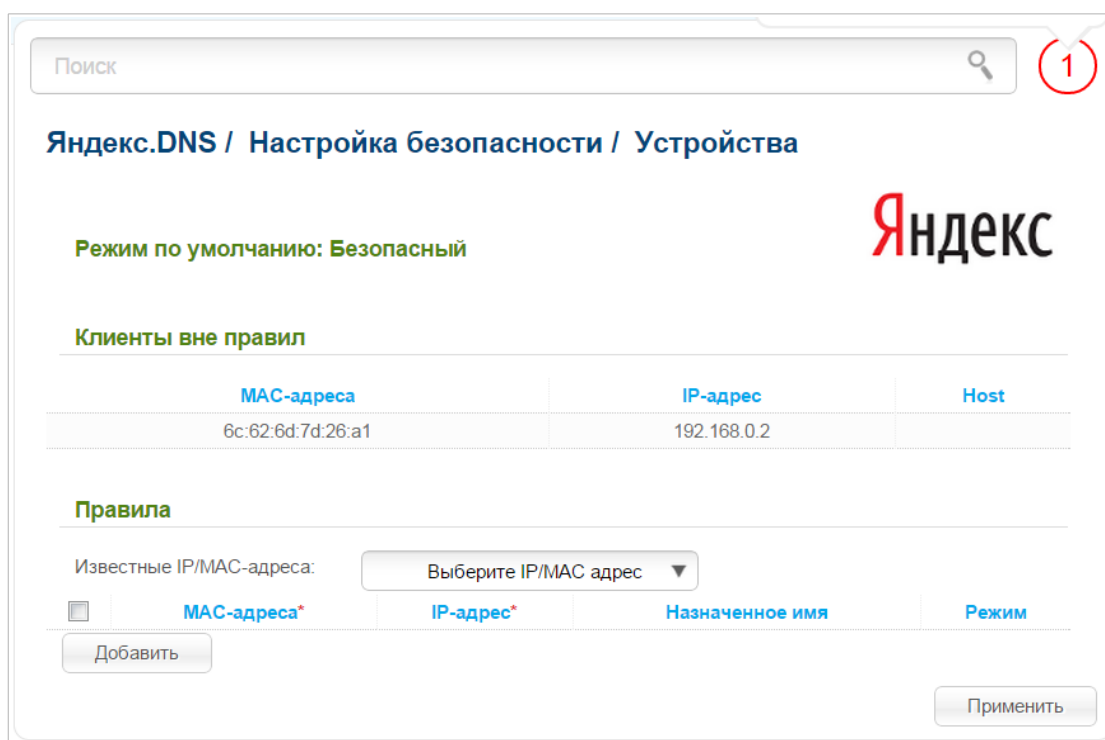 Поиск
1
Яндекс.DNS / Настройка безопасности / Устройства
Яндекс
Режим по умолчанию: Безопасный
Клиенты вне правил
MAC-адреса IP-адрес Host
6c:62:6d:7d:26:a1 192.168.0.2
Правила
Известные IP/MAC-адреса: Выберите IP/MAC адрес
MAC-адреса* IP-адрес* Назначенное имя Режим
Добавить
Применить